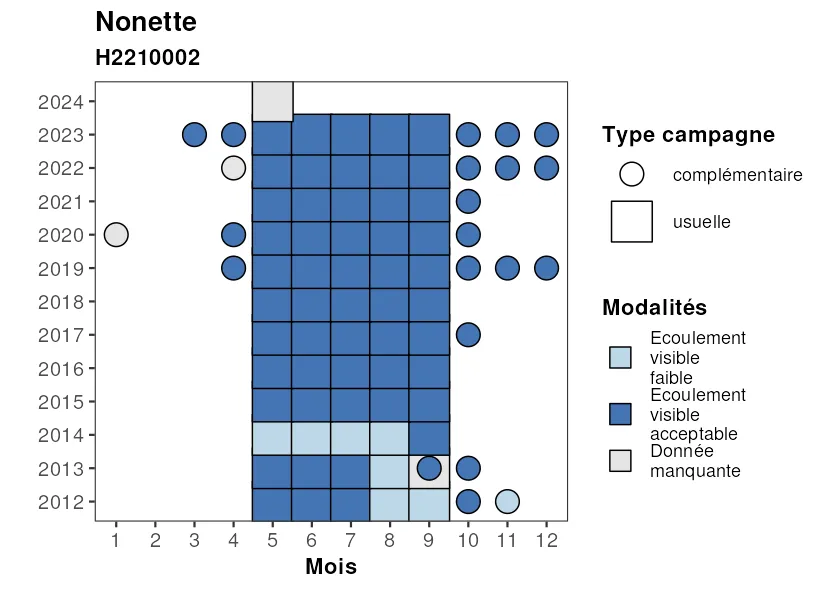 Nonette
H2210002
2024
2023
2022
2021
2020
2019
2018
2017
2016
2015
2014
2013
2012
1 2 3 4 5 6 7 8 9 10 11 12
Mois
Type campagne
complémentaire
usuelle
Modalités
Ecoulement
visible
faible
Ecoulement
visible
acceptable
Donnée
manquante